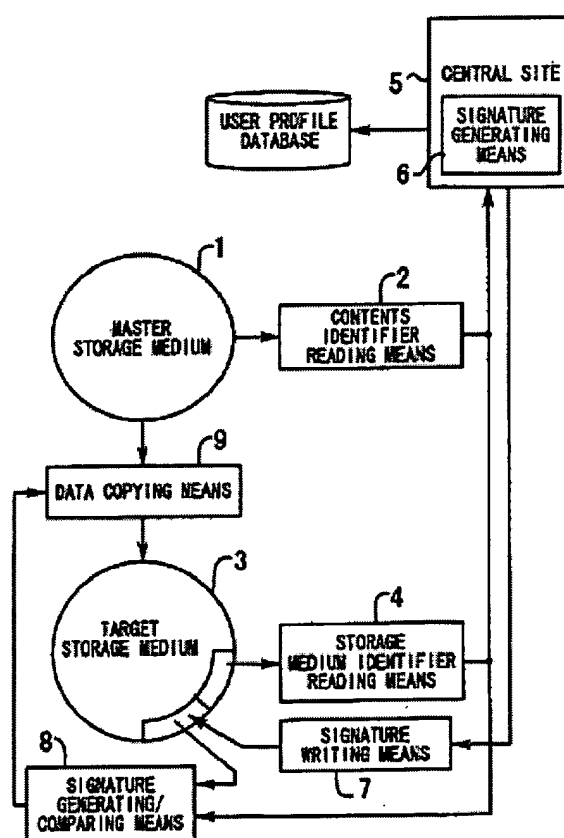 5
CENTRAL SITE
SIGNATURE
GENERATING
MEANS
6
USER PROFILE
DATABASE
1
MASTER
STORAGE MEDIUM
2
CONTENTS
IDENTIFIER
READING MEANS
9
DATA COPYING MEANS
3
TARGET
STORAGE MEDIUM
4
STORAGE
MEDIUM IDENTIFIER
READING MEANS
SIGNATURE
WRITING MEANS
7
8
SIGNATURE
GENERATING/
COMPARING MEANS